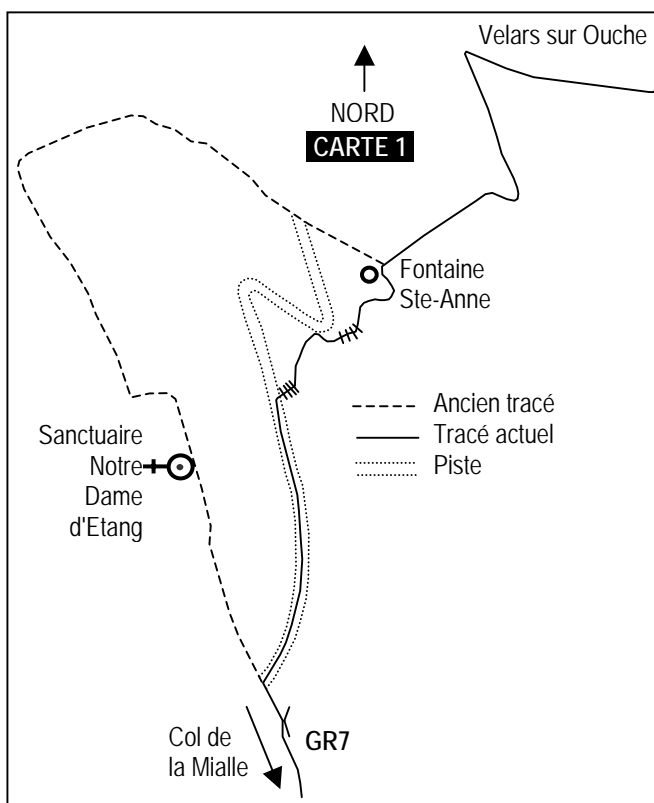 Velars sur Ouche
NORD
CARTE 1
Fontaine
Ste-Anne
Ancien tracé
Tracé actuel
Piste
Sanctuaire
Notre
Dame
d'Etang
Col de
la Mialle
GR7